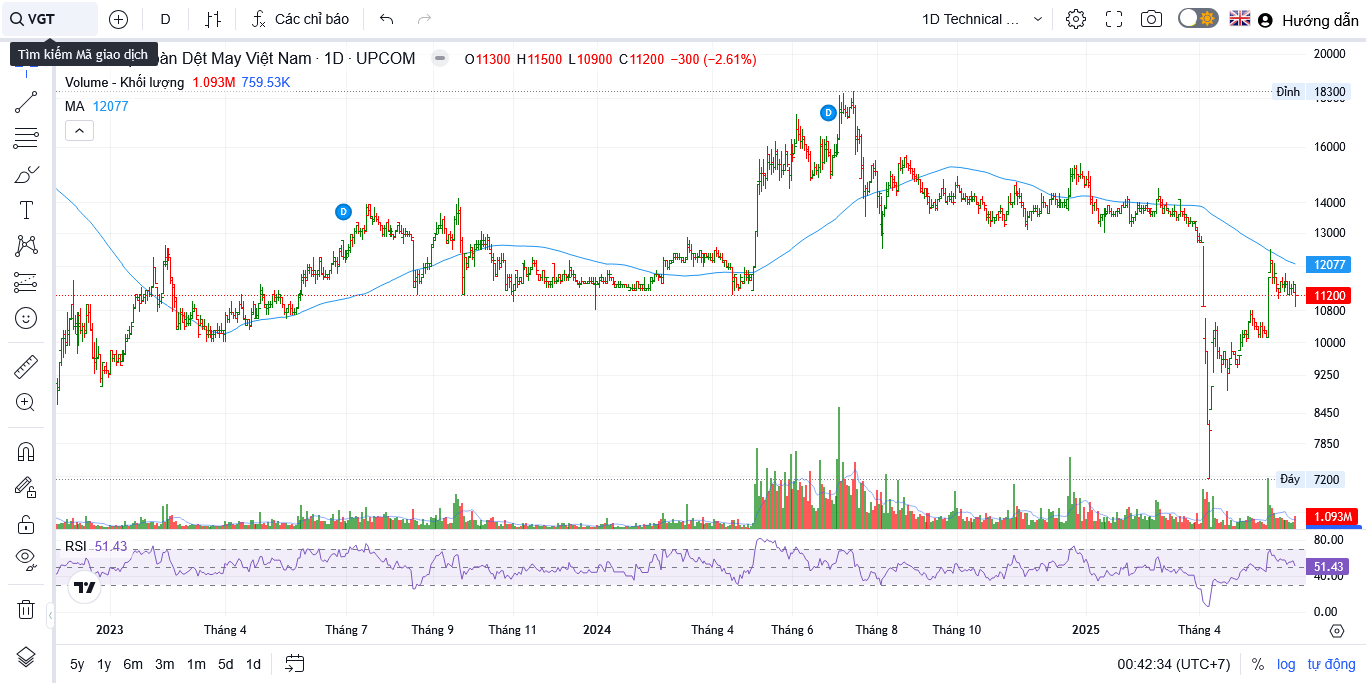 VGT
D
Các chỉ báo
1D Technical ...
Hướng dẫn
Tìm kiếm Mã giao dịch
Dệt May Việt Nam · 1D · UPCOM
O11300 H11500 L10900 C11200 −300 (−2.61%)
Volume - Khối lượng 1.093M 759.53K
MA 12077
D
D
20000
Đỉnh 18300
16000
14000
13000
12077
11200
10800
10000
9250
8450
7850
Đáy 7200
1.093M
RSI 51.43
80.00
51.43
40.00
0.00
2023 Tháng 4 Tháng 7 Tháng 9 Tháng 11 2024 Tháng 4 Tháng 6 Tháng 8 Tháng 10 2025 Tháng 4
5y 1y 6m 3m 1m 5d 1d
00:42:34 (UTC+7) % log tự động